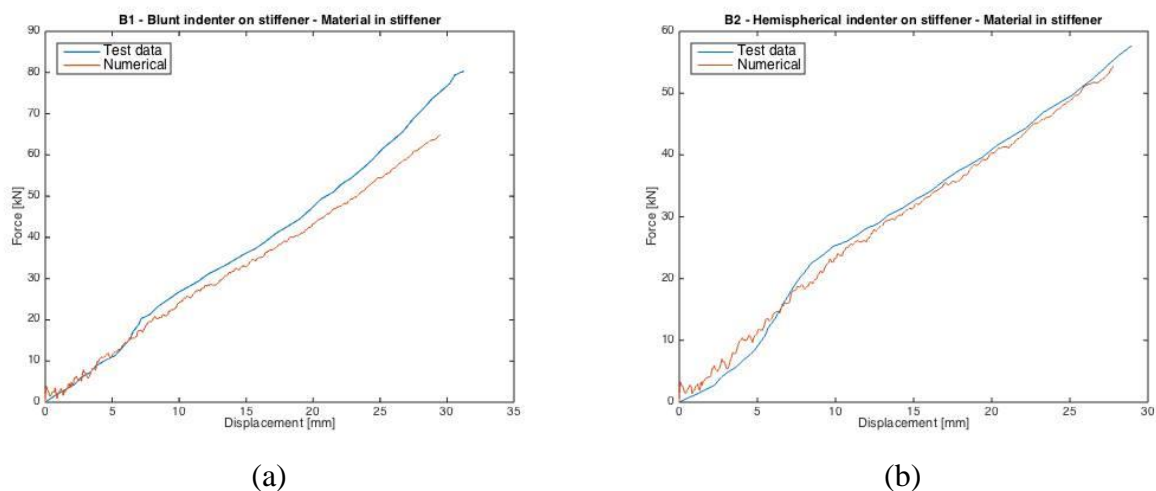 B1 - Blunt indenter on stiffener - Material in stiffener
90
80
70
60
50
40
30
20
10
0
Force [kN]
Test data
Numerical
0 5 10 15 20 25 30 35
Displacement [mm]
(a)
B2 - Hemispherical indenter on stiffener - Material in stiffener
60
50
40
30
20
10
0
Force [kN]
Test data
Numerical
0 5 10 15 20 25 30
Displacement [mm]
(b)